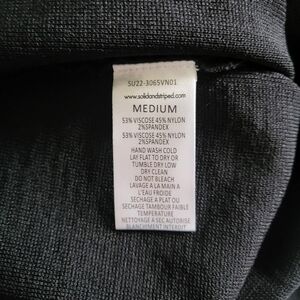 SU22-3065VN01
www.solidandstriped.com
MEDIUM
53% VISCOSE 45% NYLON
2%SPANDEX
53% VISCOSE 45% NYLON
2%SPANDEX
HAND WASH COLD
LAY FLAT TO DRY OR
TUMBLE DRY LOW
DRY CLEAN
DO NOT BLEACH
LAVAGE A LA MAIN A
L'EAU FROIDE
SECHAGE A PLAT OU
SECHAGE TAMBOUR FAIBLE
TEMPERATURE
NETTOYAGE A SEC AUTORISE
BLANCHIMENT INTERDIT